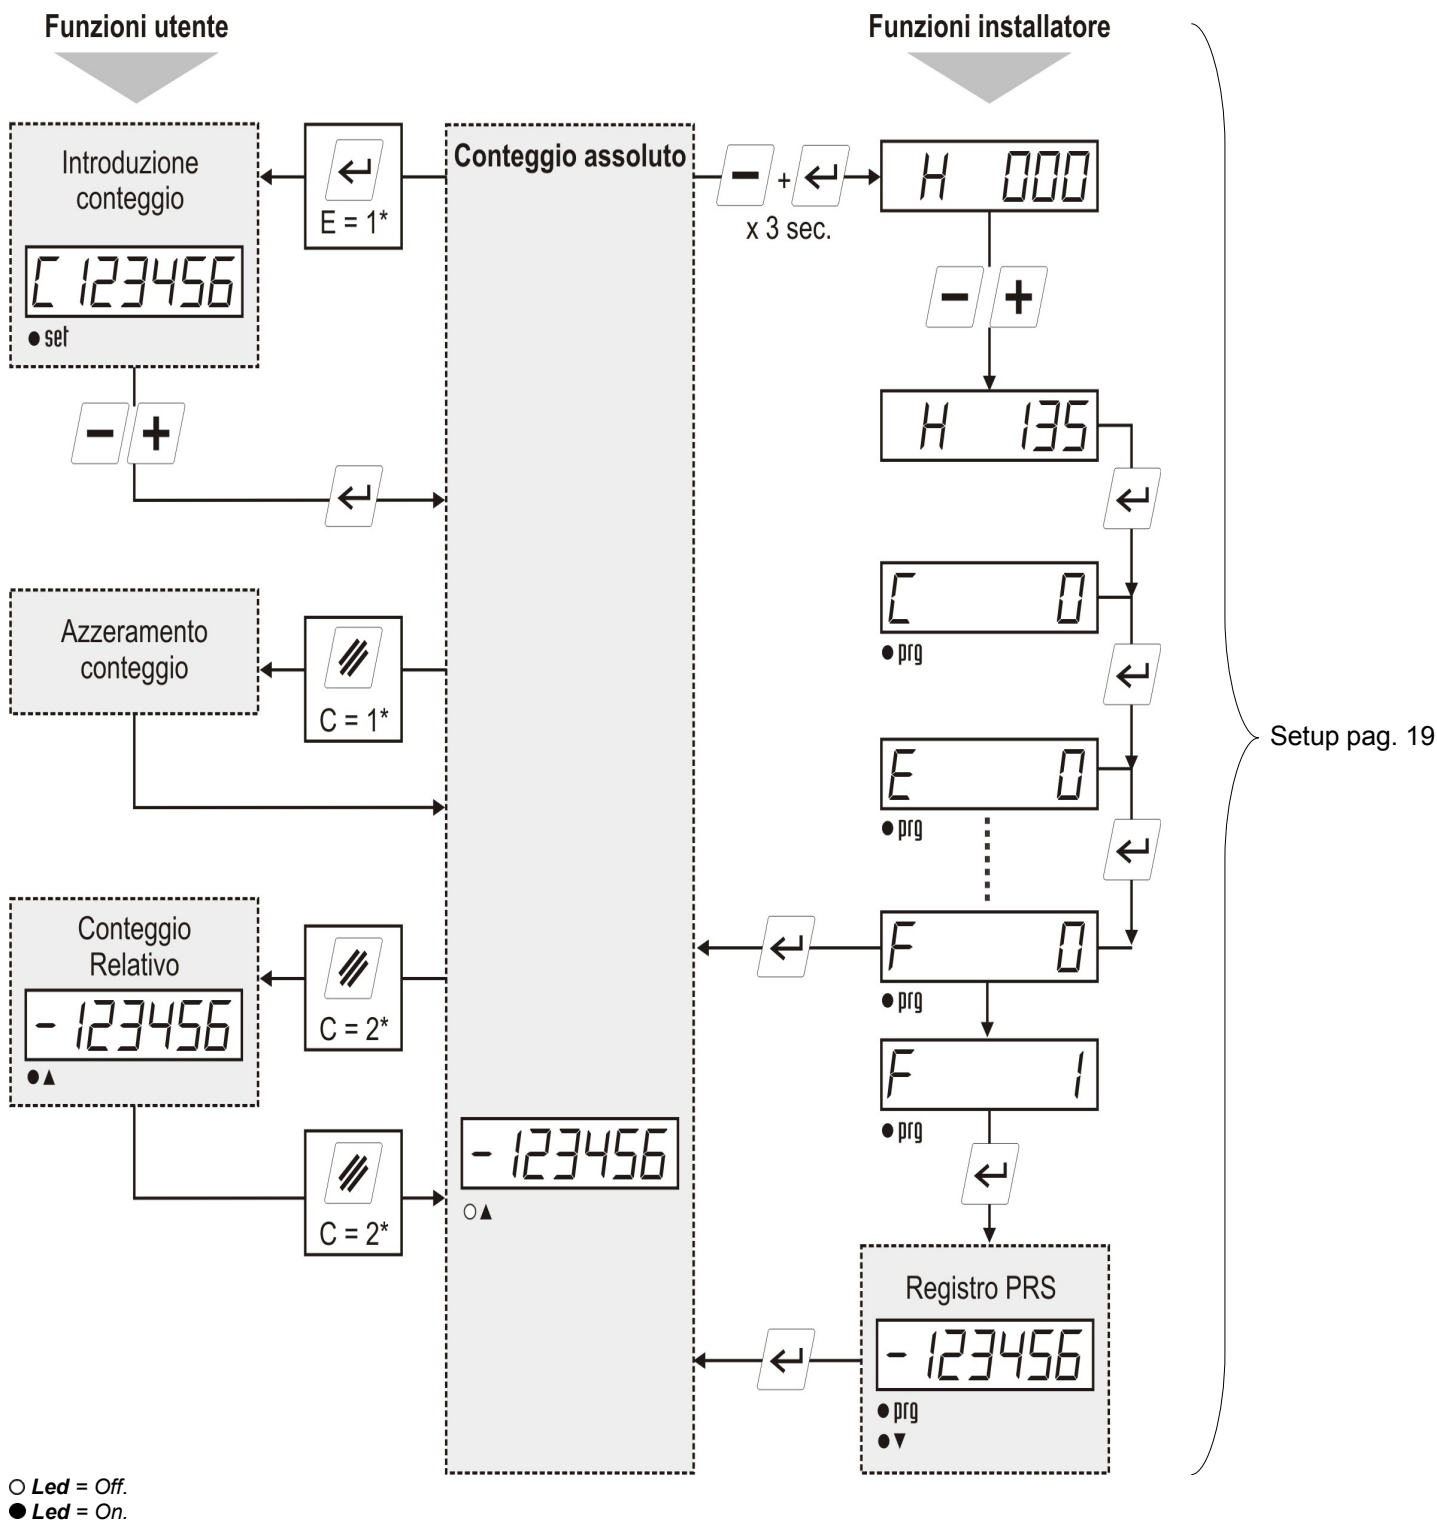 Funzioni utente
Funzioni installatore
Introduzione
conteggio
C 123456
set
E = 1*
Conteggio assoluto
- + ↵
x 3 sec.
H 000
- +
H 135
- +
C 0
prg
Azzeramento
conteggio
C = 1*
E 0
prg
Setup pag. 19
Conteggio
Relativo
-123456
▲
C = 2*
F 0
prg
F 1
prg
C = 2*
-123456
▲
Registro PRS
-123456
prg
▼
○ Led = Off.
● Led = On.